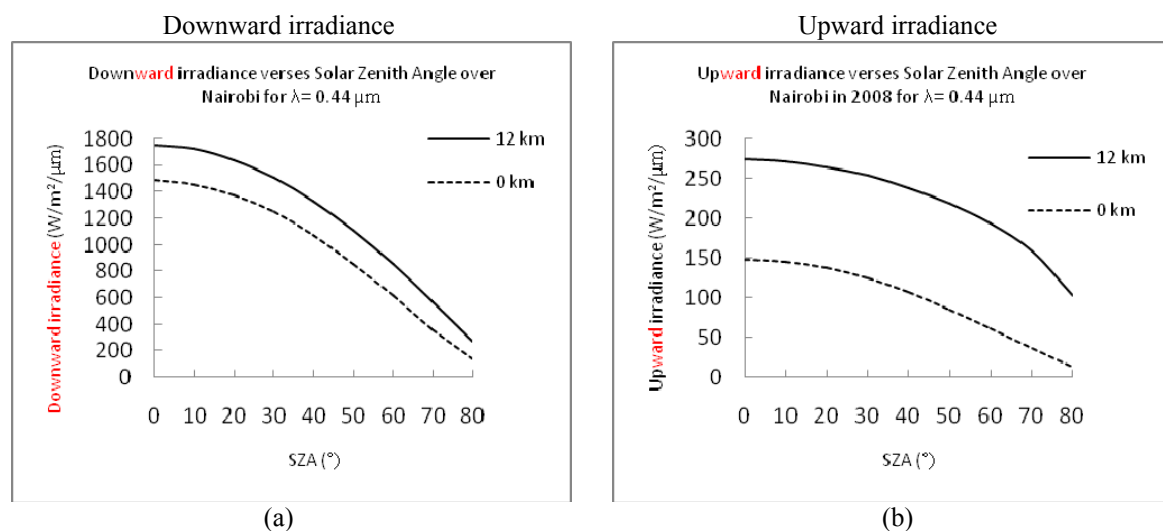 Downward irradiance
Downward irradiance verses Solar Zenith Angle over
Nairobi for λ= 0.44 µm
12 km
0 km
Downward irradiance (W/m²/µm)
1800
1600
1400
1200
1000
800
600
400
200
0
0 10 20 30 40 50 60 70 80
SZA (°)
(a)
Upward irradiance
Upward irradiance verses Solar Zenith Angle over
Nairobi in 2008 for λ= 0.44 µm
12 km
0 km
Upward irradiance (W/m²/µm)
300
250
200
150
100
50
0
0 10 20 30 40 50 60 70 80
SZA (°)
(b)